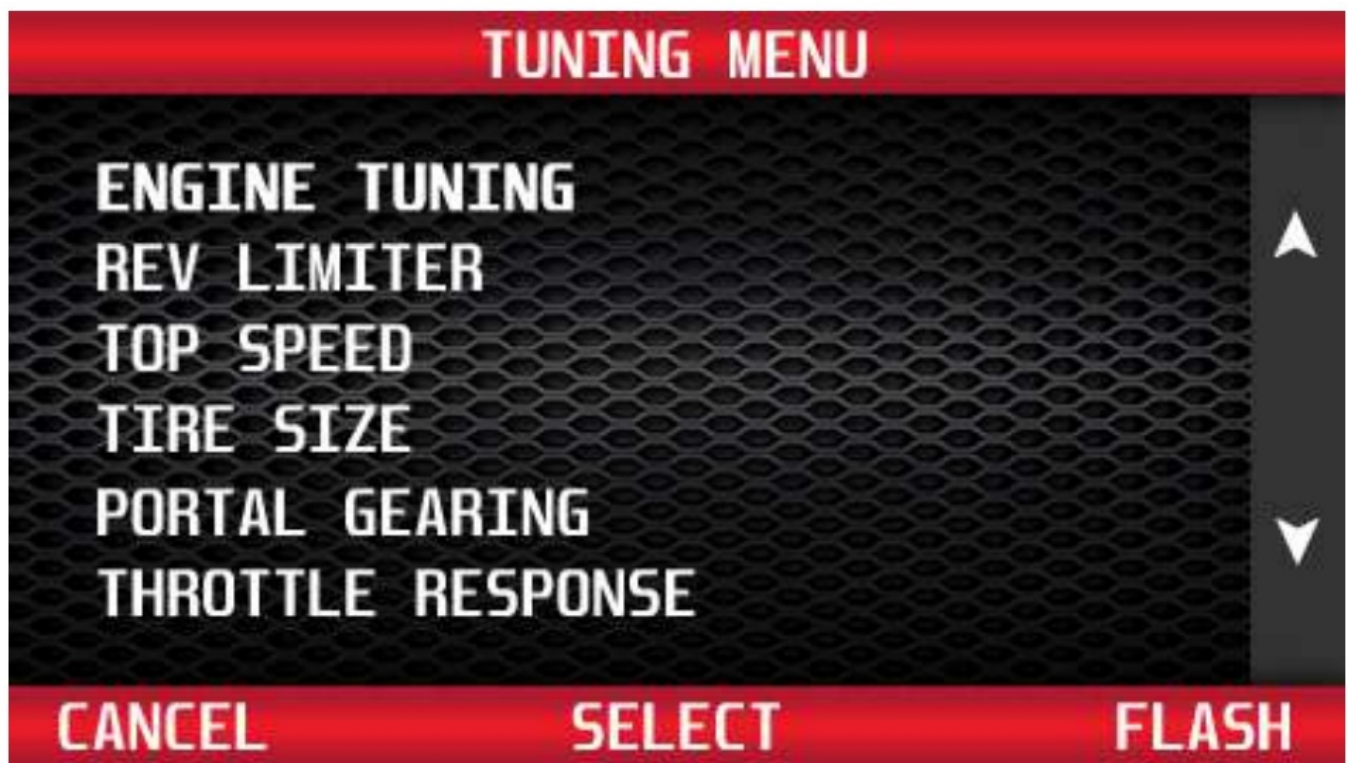 TUNING MENU
ENGINE TUNING
REV LIMITER
TOP SPEED
TIRE SIZE
PORTAL GEARING
THROTTLE RESPONSE
CANCEL SELECT FLASH